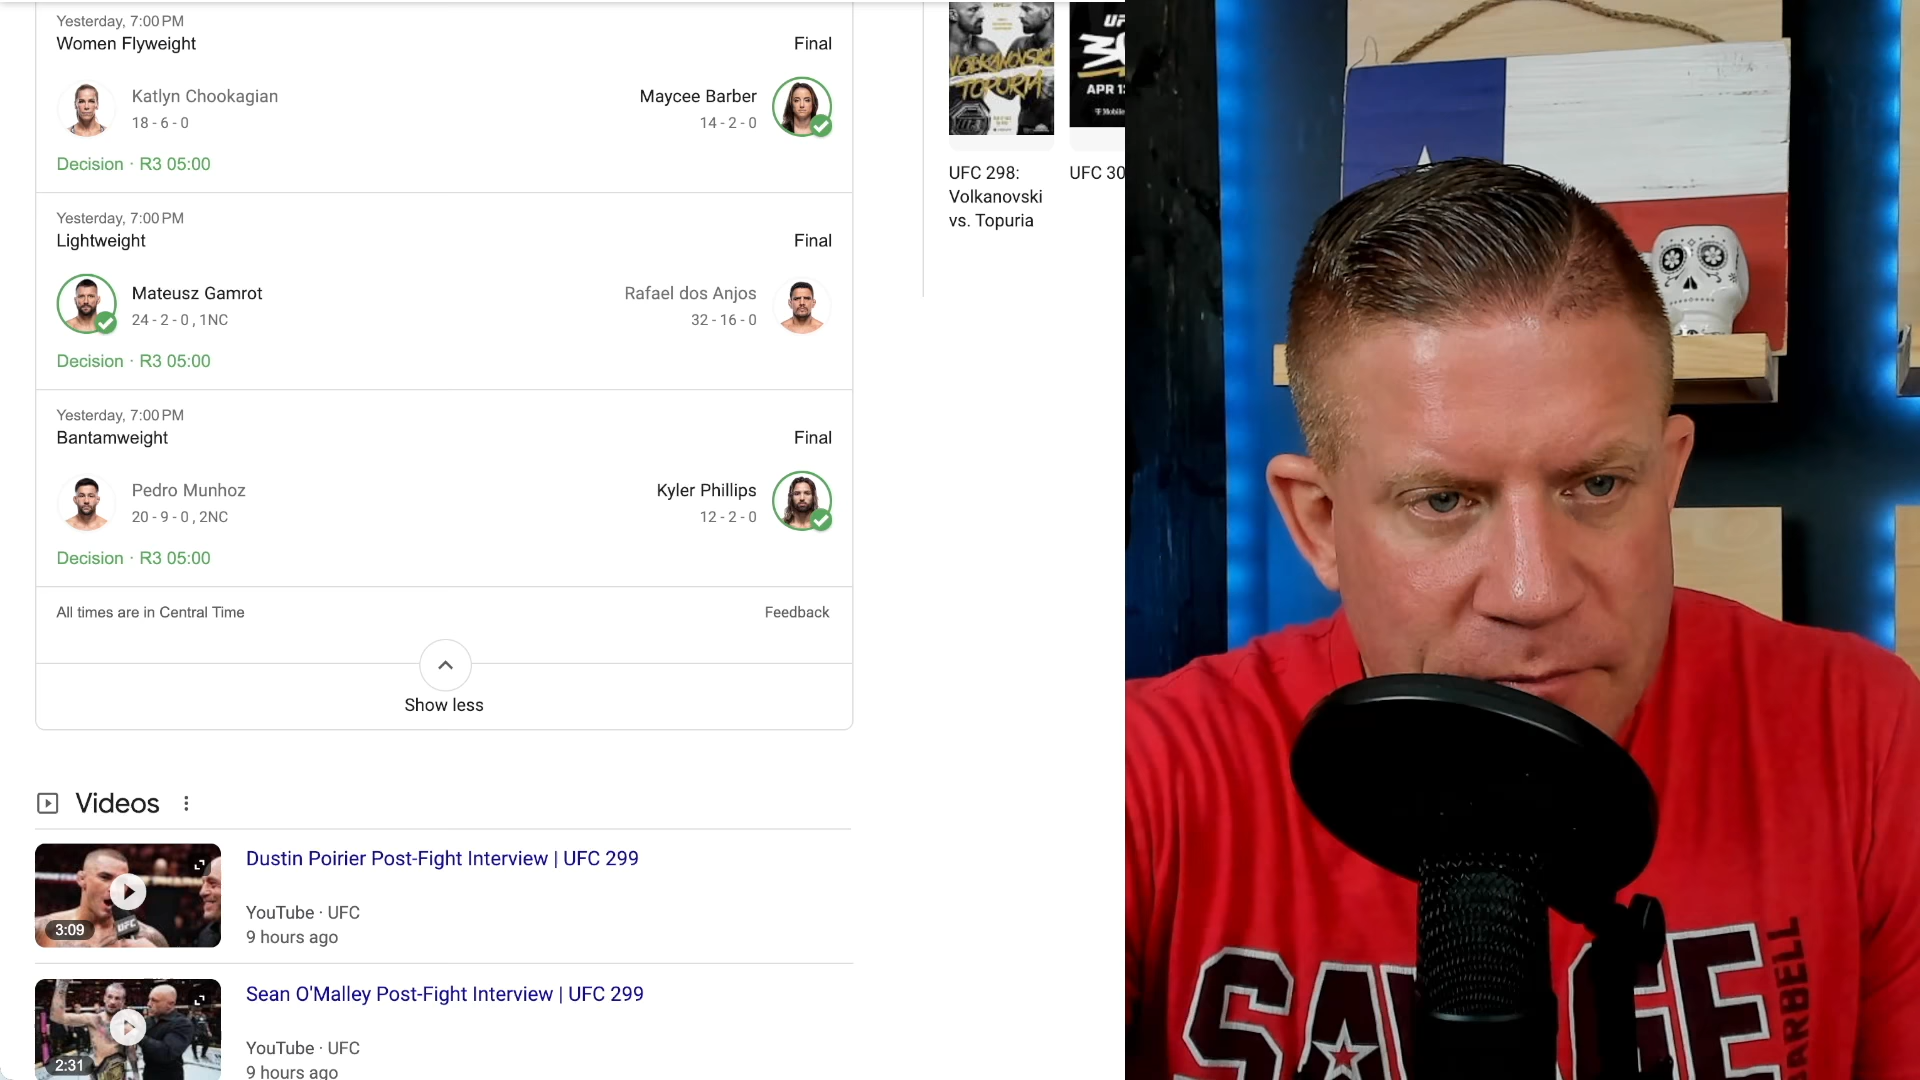 Yesterday, 7:00 PM
Women Flyweight
Final
Katlyn Chookagian
18 - 6 - 0
Maycee Barber
14 - 2 - 0
Decision · R3 05:00
Yesterday, 7:00 PM
Lightweight
Final
Mateusz Gamrot
24 - 2 - 0 , 1NC
Rafael dos Anjos
32 - 16 - 0
Decision · R3 05:00
Yesterday, 7:00 PM
Bantamweight
Final
Pedro Munhoz
20 - 9 - 0 , 2NC
Kyler Phillips
12 - 2 - 0
Decision · R3 05:00
All times are in Central Time
Feedback
Show less
Videos
Dustin Poirier Post-Fight Interview | UFC 299
YouTube · UFC
9 hours ago
3:09
UFC
Sean O'Malley Post-Fight Interview | UFC 299
YouTube · UFC
9 hours ago
2:31
VOLKANOVSKI
TOPURIA
UFC 298:
Volkanovski
vs. Topuria
APR 13
UFC 30
BARBELL